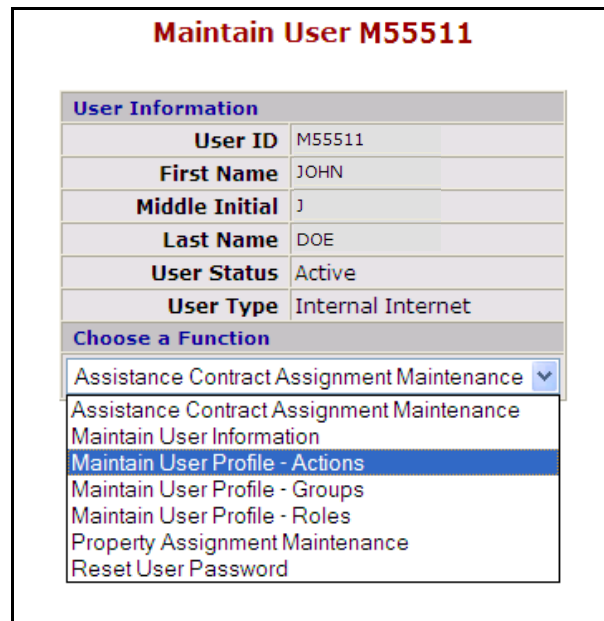 Maintain User M55511
User Information
User ID M55511
First Name JOHN
Middle Initial J
Last Name DOE
User Status Active
User Type Internal Internet
Choose a Function
Assistance Contract Assignment Maintenance
Assistance Contract Assignment Maintenance
Maintain User Information
Maintain User Profile - Actions
Maintain User Profile - Groups
Maintain User Profile - Roles
Property Assignment Maintenance
Reset User Password